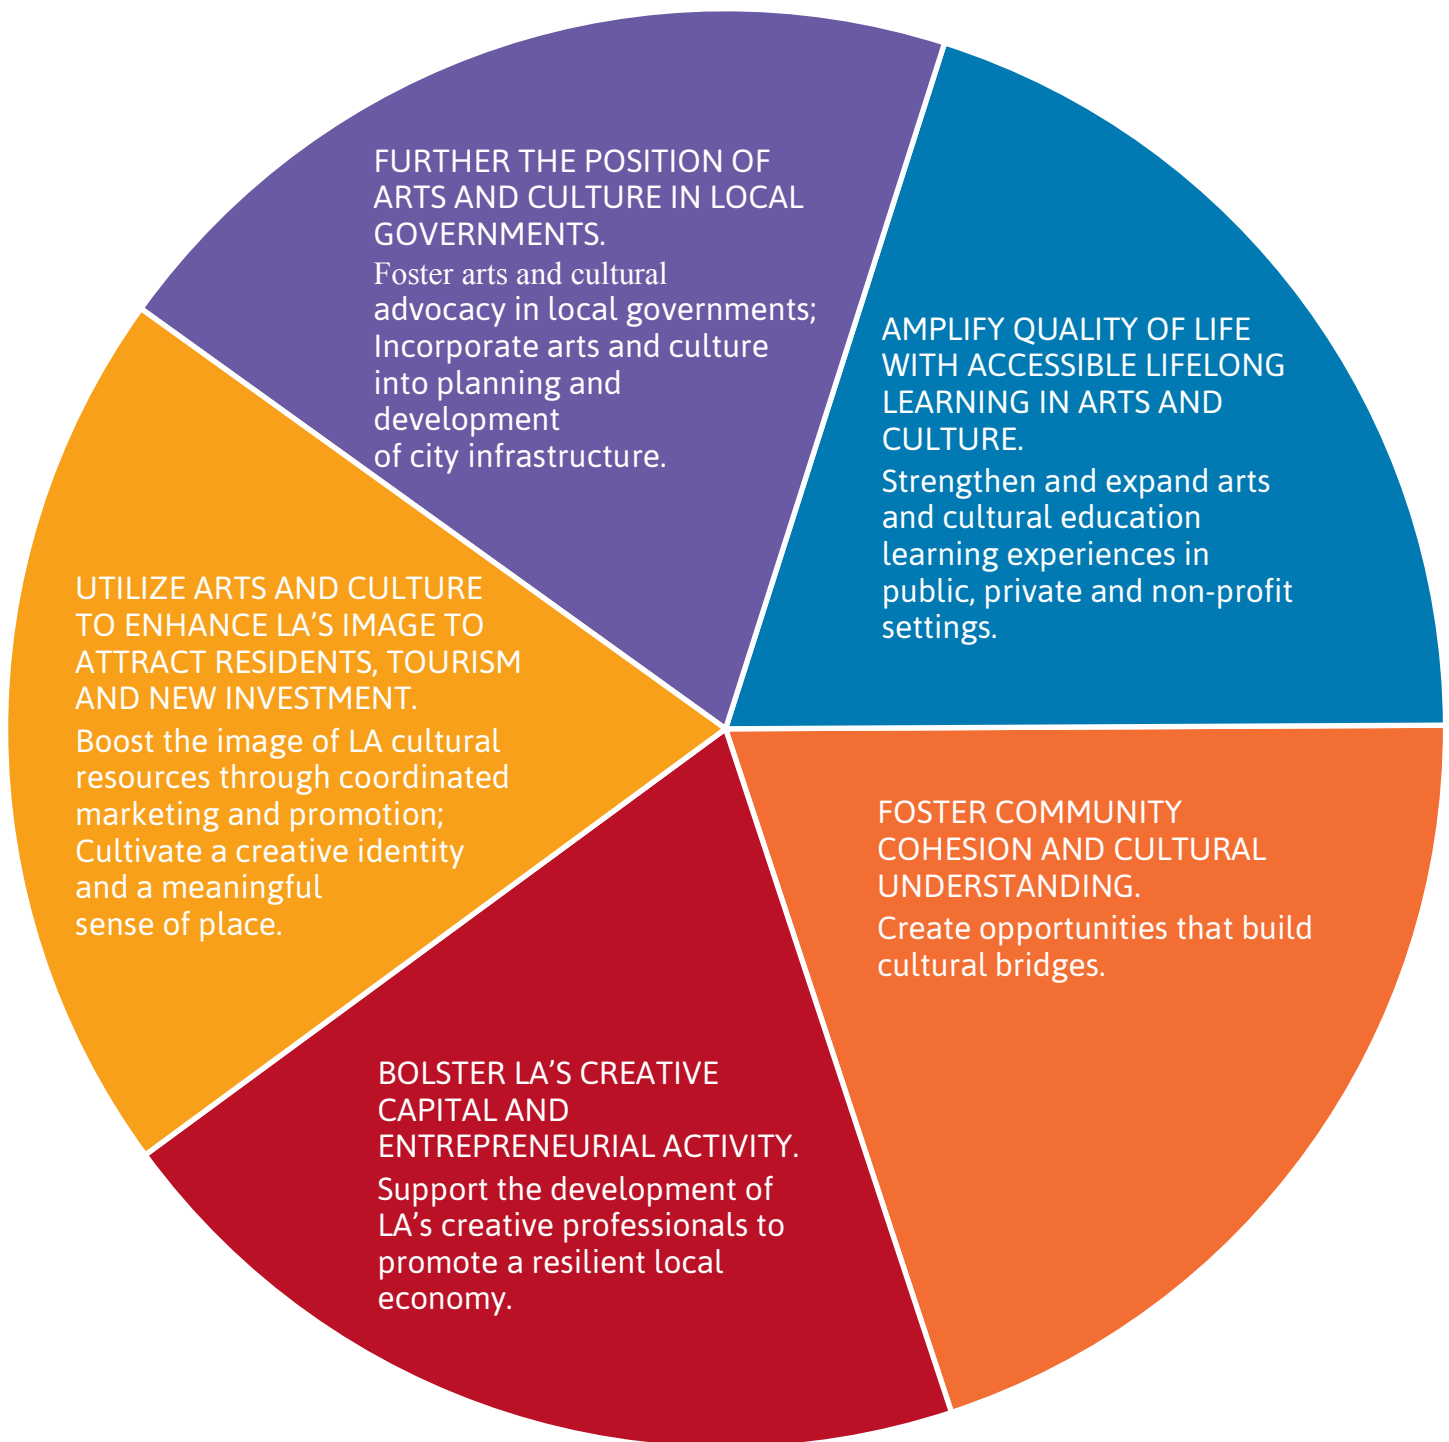 FURTHER THE POSITION OF
ARTS AND CULTURE IN LOCAL
GOVERNMENTS.
Foster arts and cultural
advocacy in local governments;
Incorporate arts and culture
into planning and
development
of city infrastructure.
AMPLIFY QUALITY OF LIFE
WITH ACCESSIBLE LIFELONG
LEARNING IN ARTS AND
CULTURE.
Strengthen and expand arts
and cultural education
learning experiences in
public, private and non-profit
settings.
UTILIZE ARTS AND CULTURE
TO ENHANCE LA’S IMAGE TO
ATTRACT RESIDENTS, TOURISM
AND NEW INVESTMENT.
Boost the image of LA cultural
resources through coordinated
marketing and promotion;
Cultivate a creative identity
and a meaningful
sense of place.
FOSTER COMMUNITY
COHESION AND CULTURAL
UNDERSTANDING.
Create opportunities that build
cultural bridges.
BOLSTER LA’S CREATIVE
CAPITAL AND
ENTREPRENEURIAL ACTIVITY.
Support the development of
LA’s creative professionals to
promote a resilient local
economy.